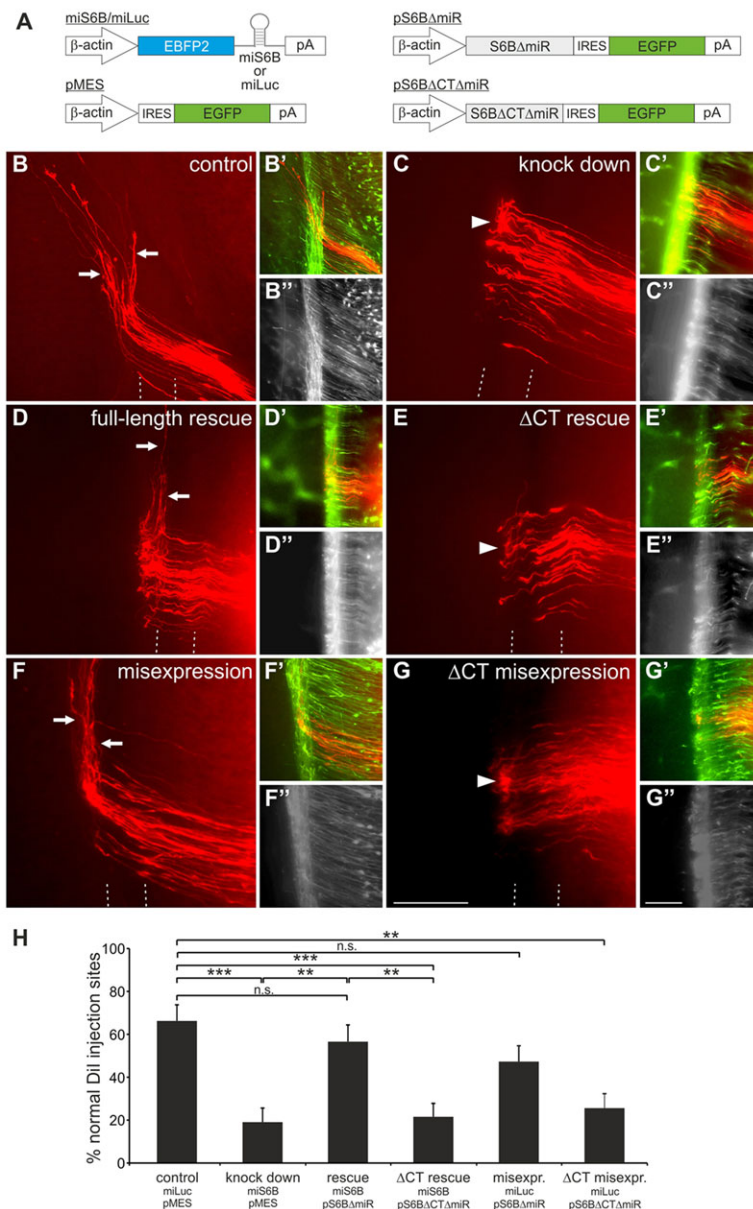 A
miS6B/miLuc
β-actin
EBFP2
pA
miS6B
or
miLuc
pS6BΔmiR
β-actin
S6BΔmiR
IRES
EGFP
pA
pMES
β-actin
IRES
EGFP
pA
pS6BΔCTΔmiR
β-actin
S6BΔCTΔmiR
IRES
EGFP
pA
B
control
B'
B''
C
knock down
C'
C''
D
full-length rescue
D'
D''
E
ΔCT rescue
E'
E''
F
misexpression
F'
F''
G
ΔCT misexpression
G'
G''
H
% normal DiI injection sites
100
80
60
40
20
0
**
n.s.
***
*** ** **
n.s.
control
miLuc
pMES
knock down
miS6B
pMES
rescue
miS6B
pS6BΔmiR
ΔCT rescue
miS6B
pS6BΔCTΔmiR
misexpr.
miLuc
pS6BΔmiR
ΔCT misexpr.
miLuc
pS6BΔCTΔmiR